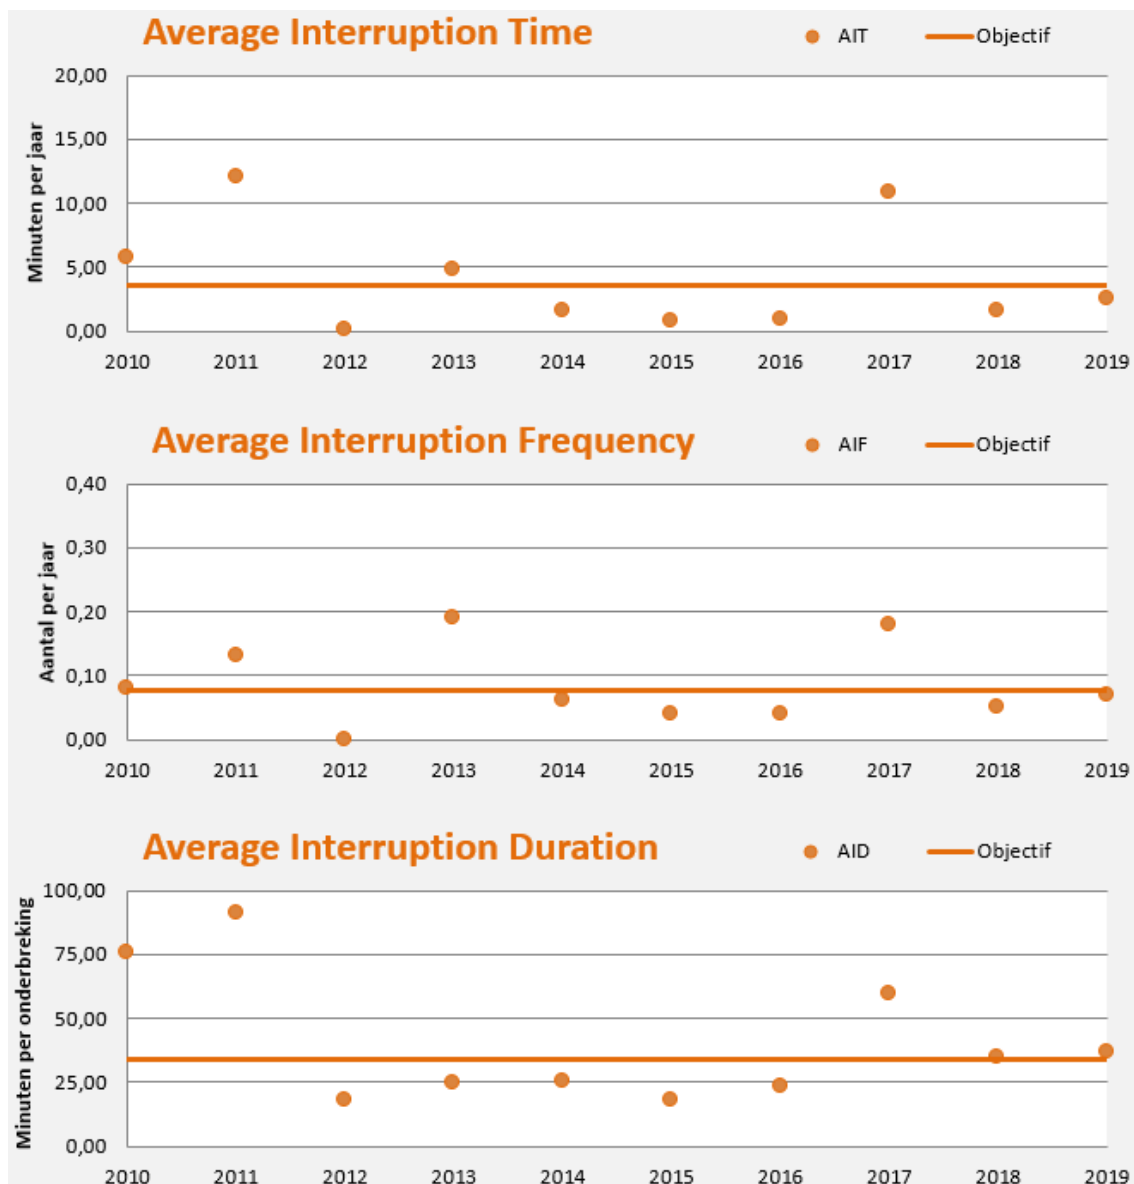 Average Interruption Time
AIT Objectif
Minuten per jaar
20,00
15,00
10,00
5,00
0,00
2010 2011 2012 2013 2014 2015 2016 2017 2018 2019
Average Interruption Frequency
AIF Objectif
Aantal per jaar
0,40
0,30
0,20
0,10
0,00
2010 2011 2012 2013 2014 2015 2016 2017 2018 2019
Average Interruption Duration
AID Objectif
Minuten per onderbreking
100,00
75,00
50,00
25,00
0,00
2010 2011 2012 2013 2014 2015 2016 2017 2018 2019